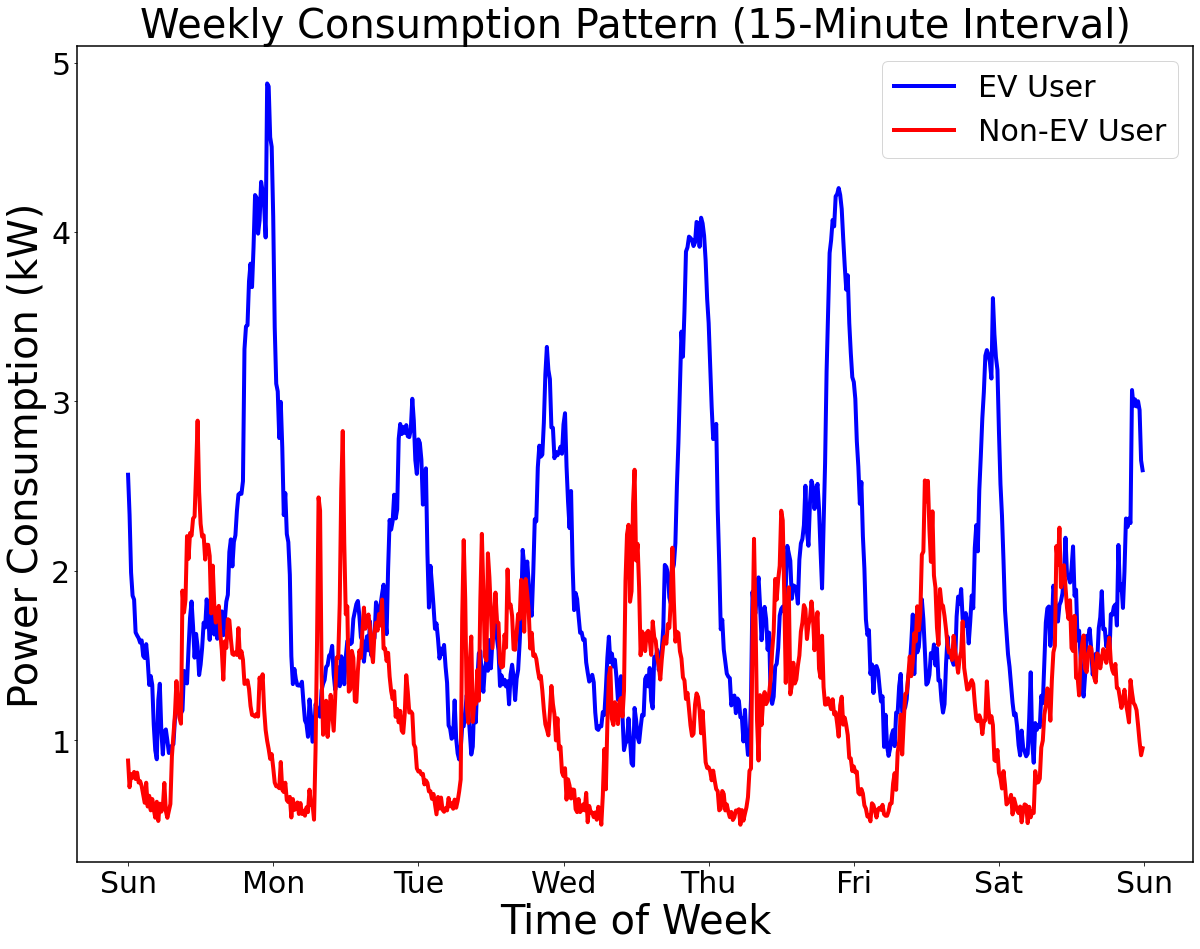 Weekly Consumption Pattern (15-Minute Interval)
EV User
Non-EV User
Power Consumption (kW)
5
4
3
2
1
Sun Mon Tue Wed Thu Fri Sat Sun
Time of Week